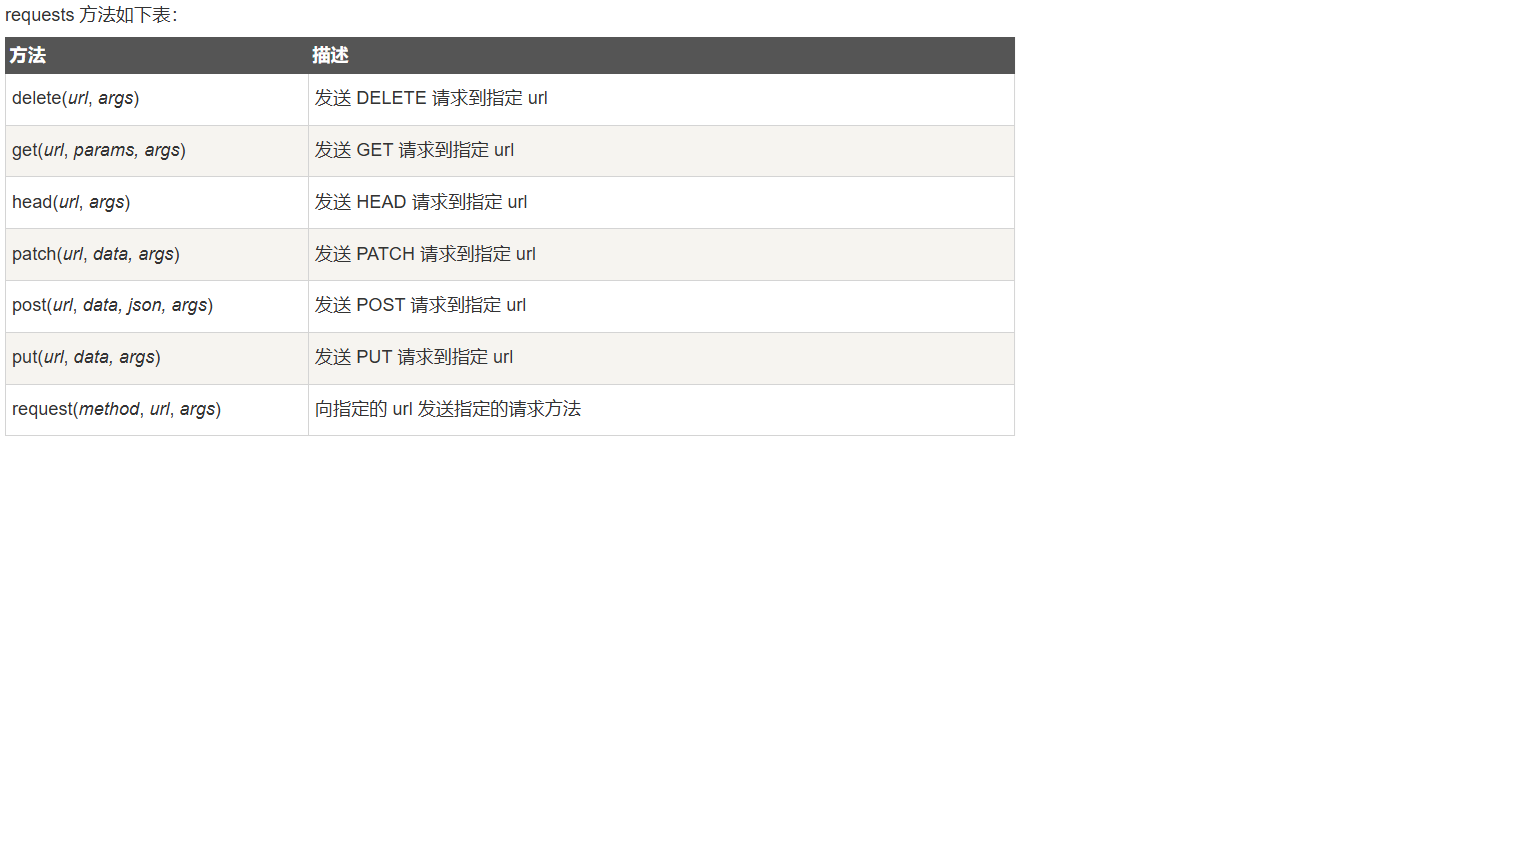 requests 方法如下表：
方法 描述
delete(url, args) 发送 DELETE 请求到指定 url
get(url, params, args) 发送 GET 请求到指定 url
head(url, args) 发送 HEAD 请求到指定 url
patch(url, data, args) 发送 PATCH 请求到指定 url
post(url, data, json, args) 发送 POST 请求到指定 url
put(url, data, args) 发送 PUT 请求到指定 url
request(method, url, args) 向指定的 url 发送指定的请求方法